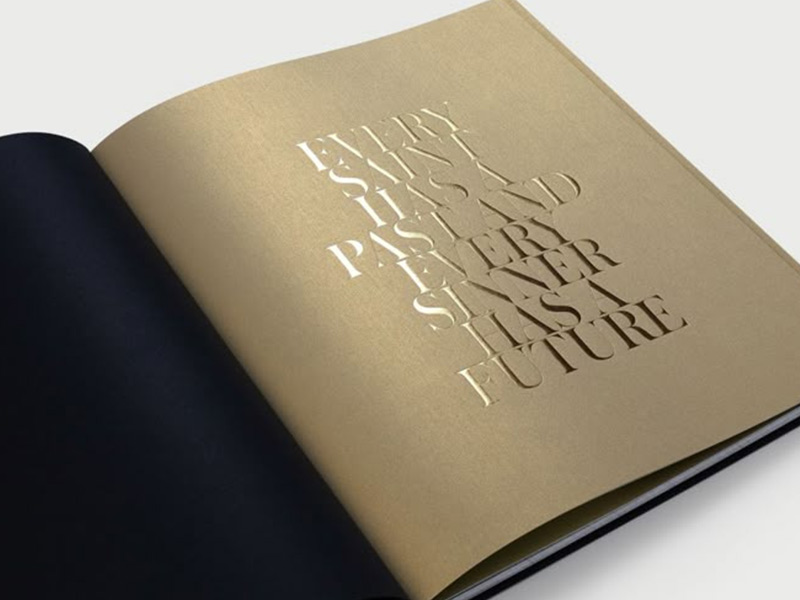 EVERY
SAINT
HAS A
PAST AND
EVERY
SINNER
HAS A
FUTURE